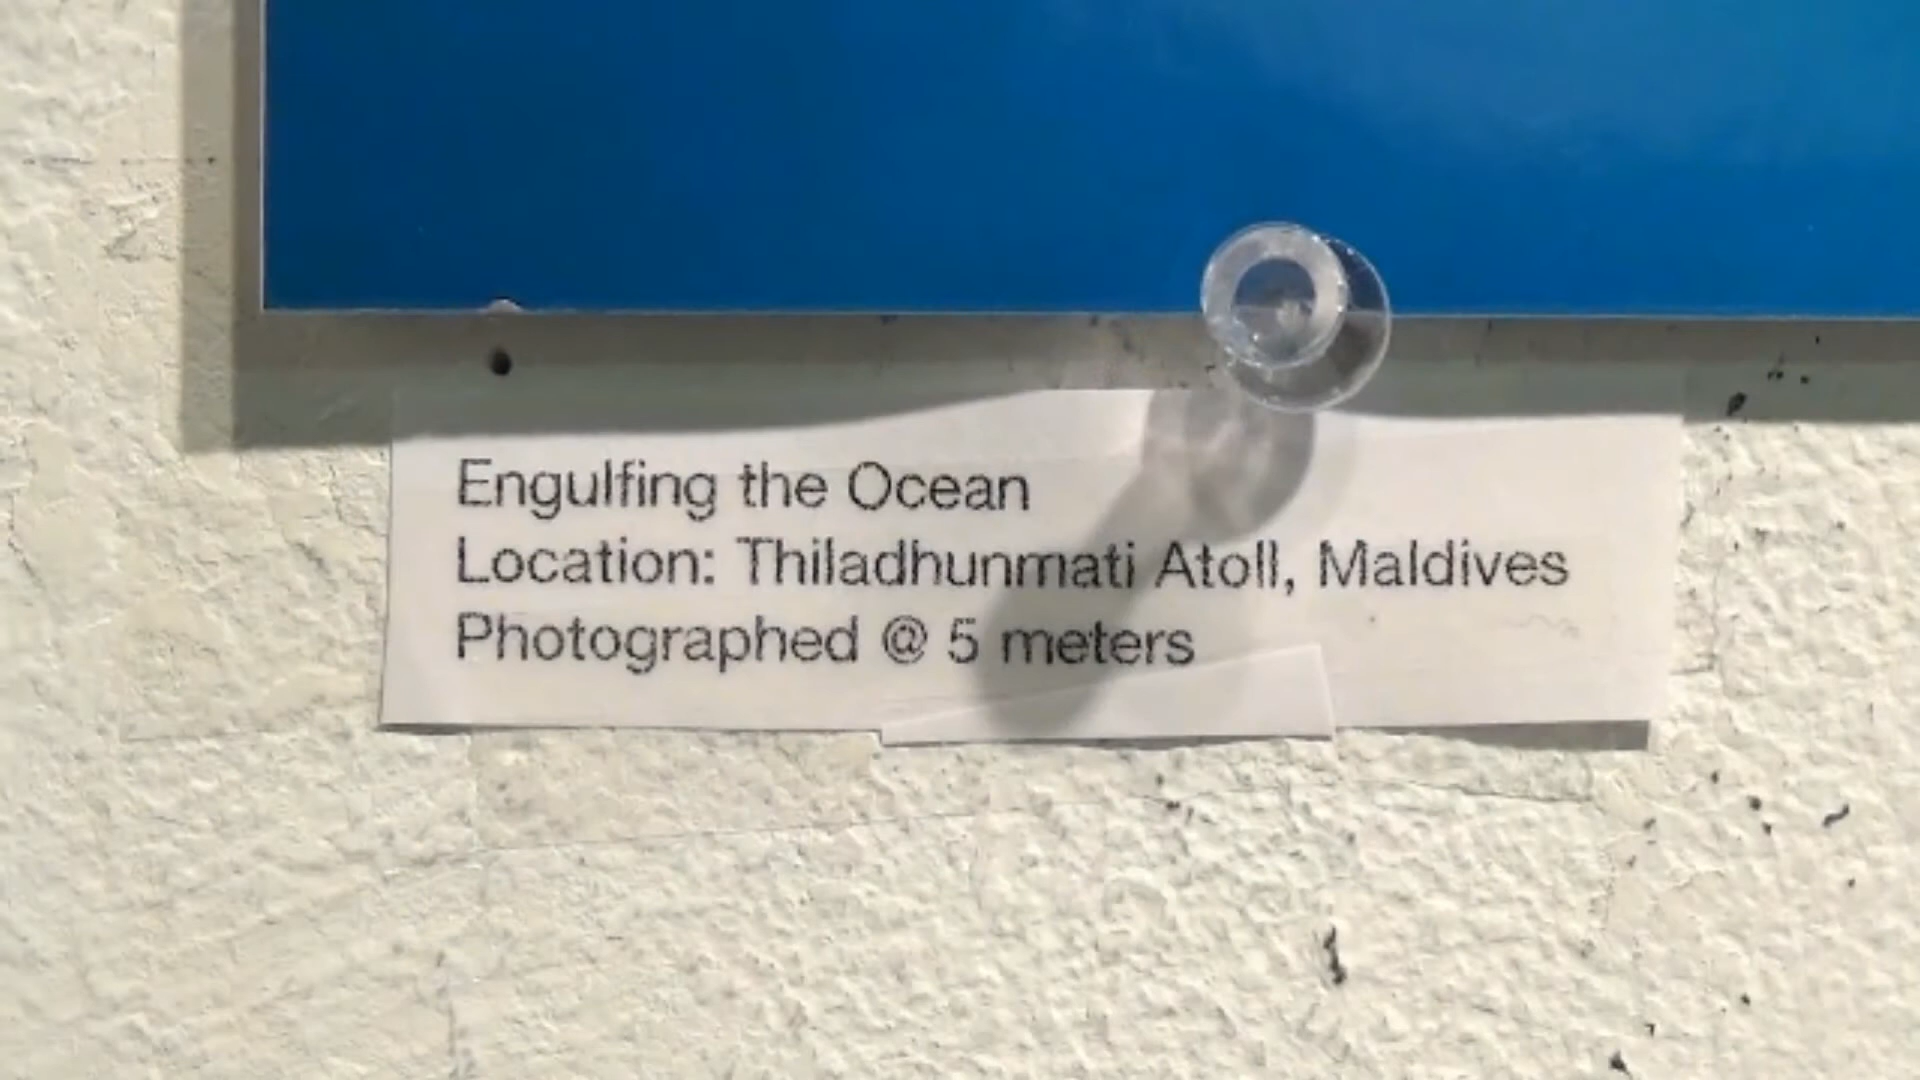 Engulfing the Ocean
Location: Thiladhunmati Atoll, Maldives
Photographed @ 5 meters